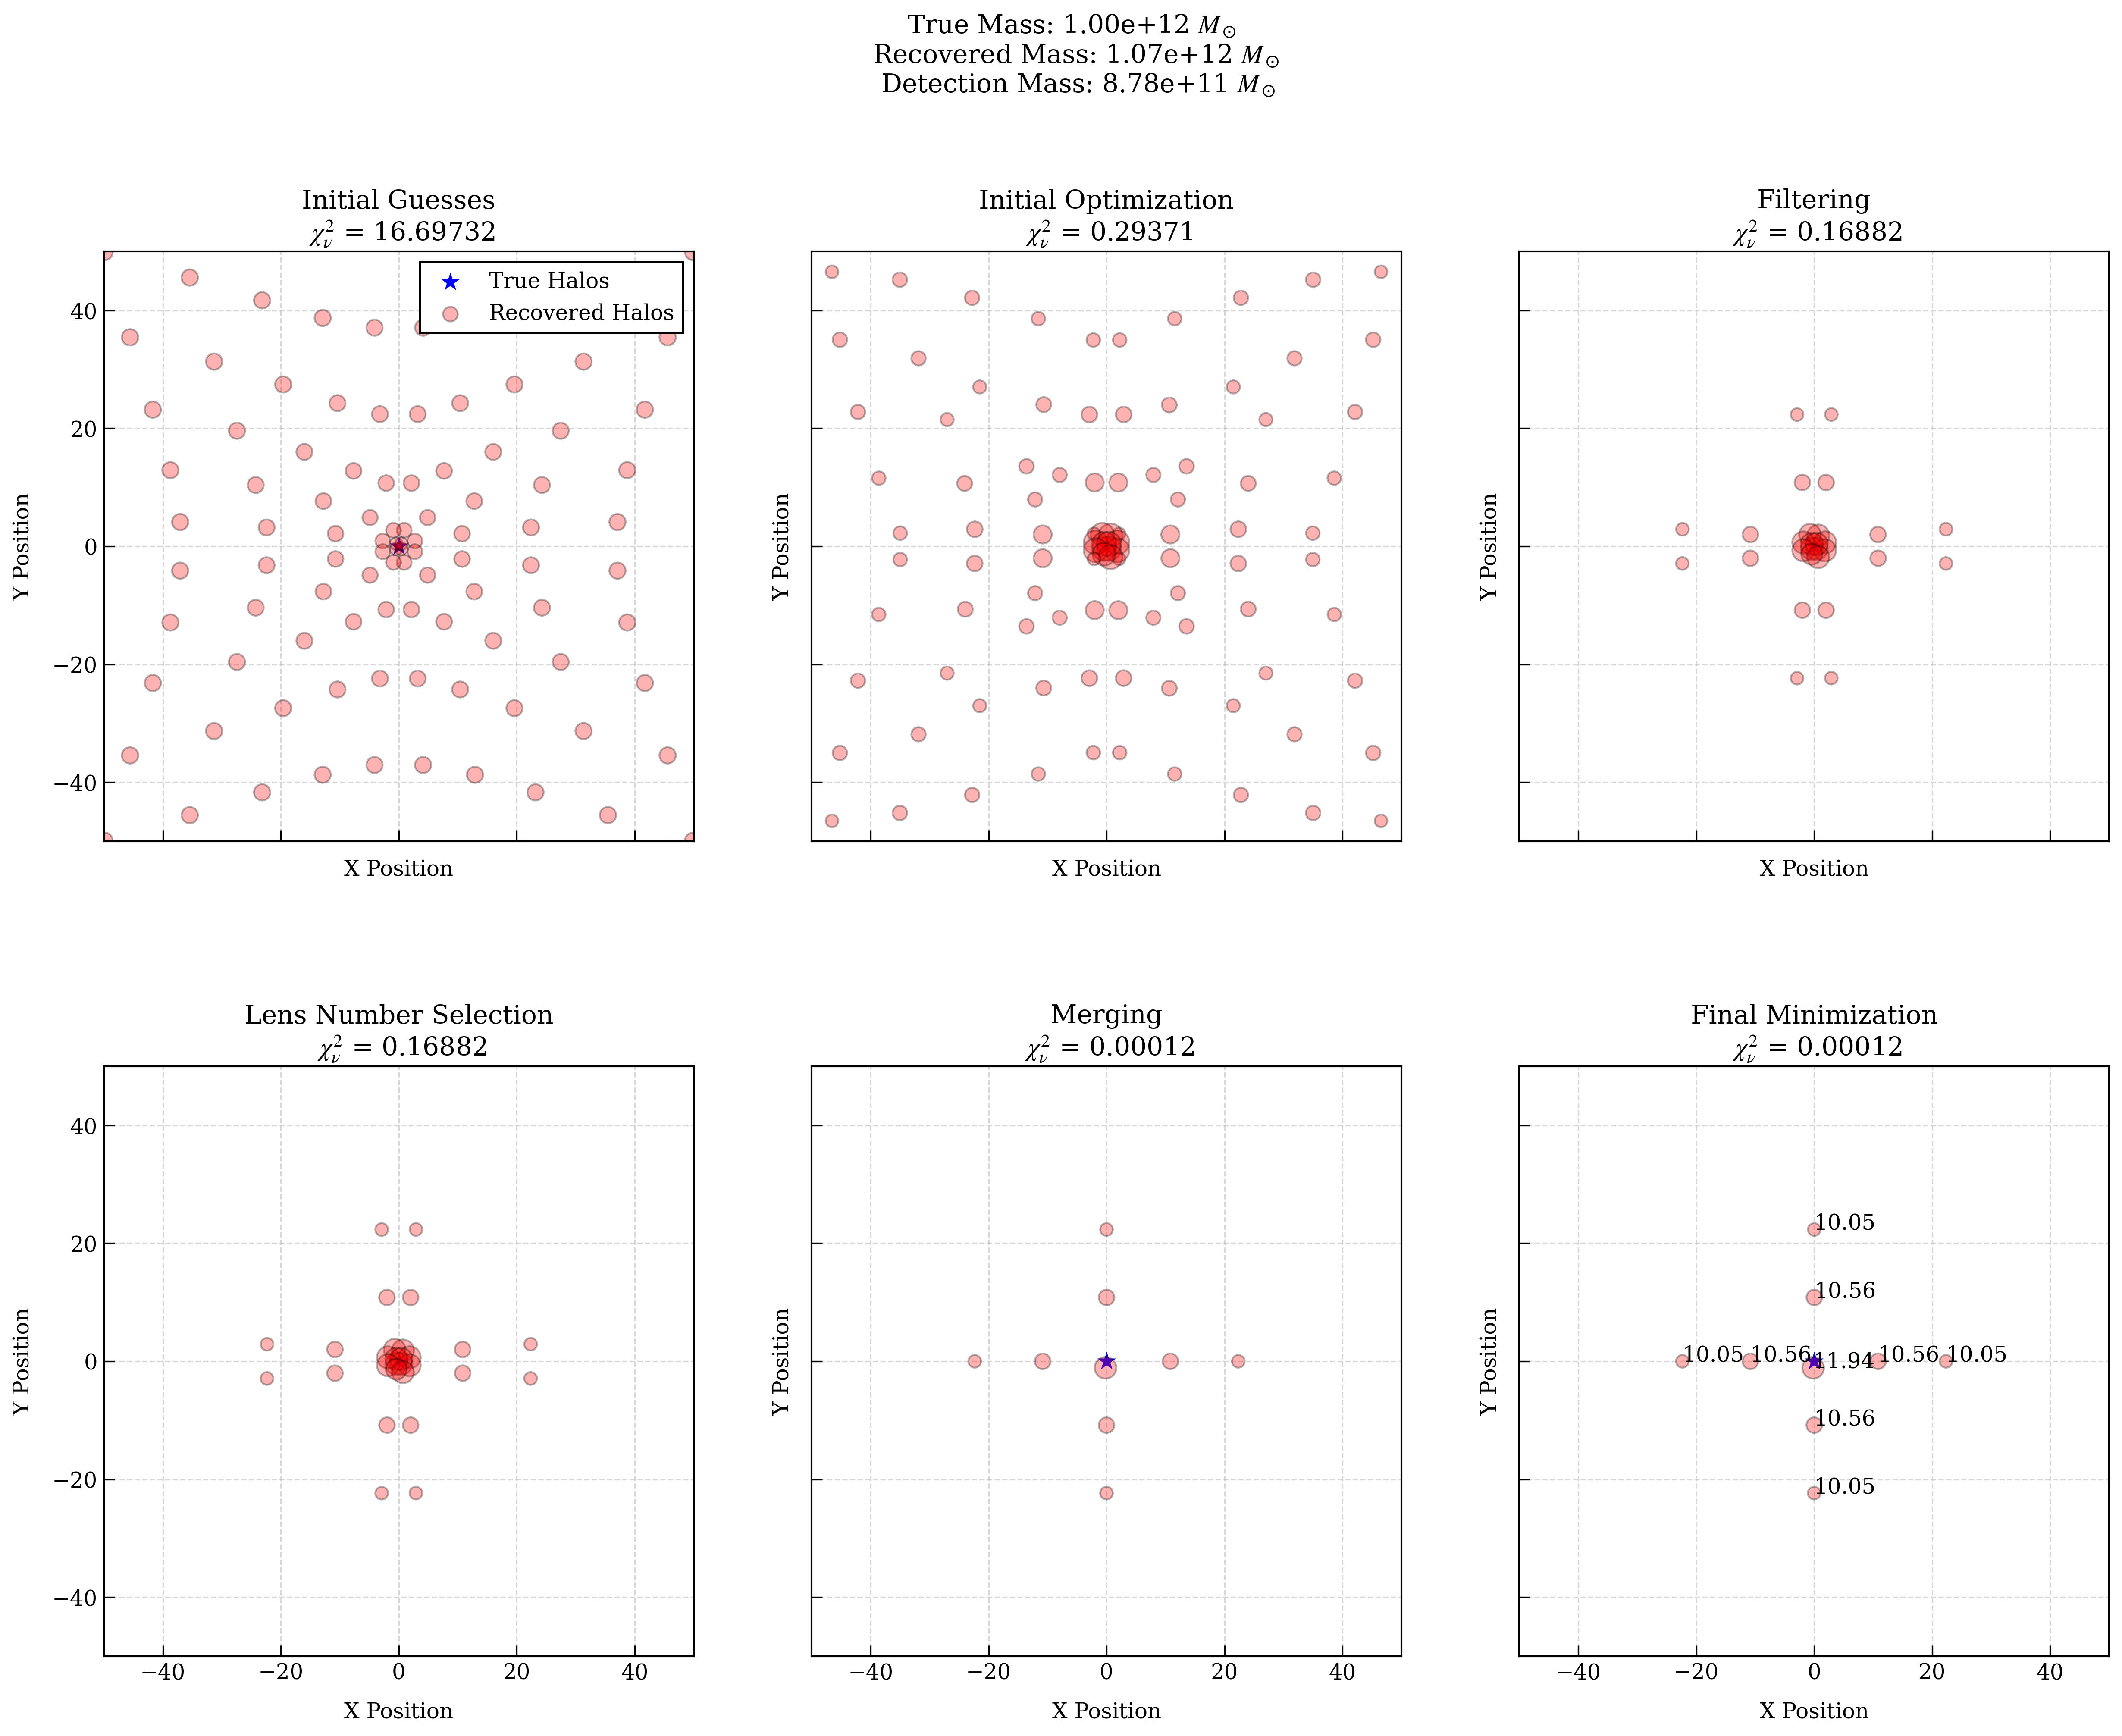 True Mass: 1.00e+12 M☉
Recovered Mass: 1.07e+12 M☉
Detection Mass: 8.78e+11 M☉
Initial Guesses
χ²ν = 16.69732
True Halos
Recovered Halos
40
20
0
−20
−40
Y Position
X Position
Initial Optimization
χ²ν = 0.29371
Y Position
X Position
Filtering
χ²ν = 0.16882
Y Position
X Position
Lens Number Selection
χ²ν = 0.16882
40
20
0
−20
−40
Y Position
−40 −20 0 20 40
X Position
Merging
χ²ν = 0.00012
Y Position
−40 −20 0 20 40
X Position
Final Minimization
χ²ν = 0.00012
Y Position
10.05
10.56
10.05 10.56 11.94 10.56 10.05
10.56
10.05
−40 −20 0 20 40
X Position